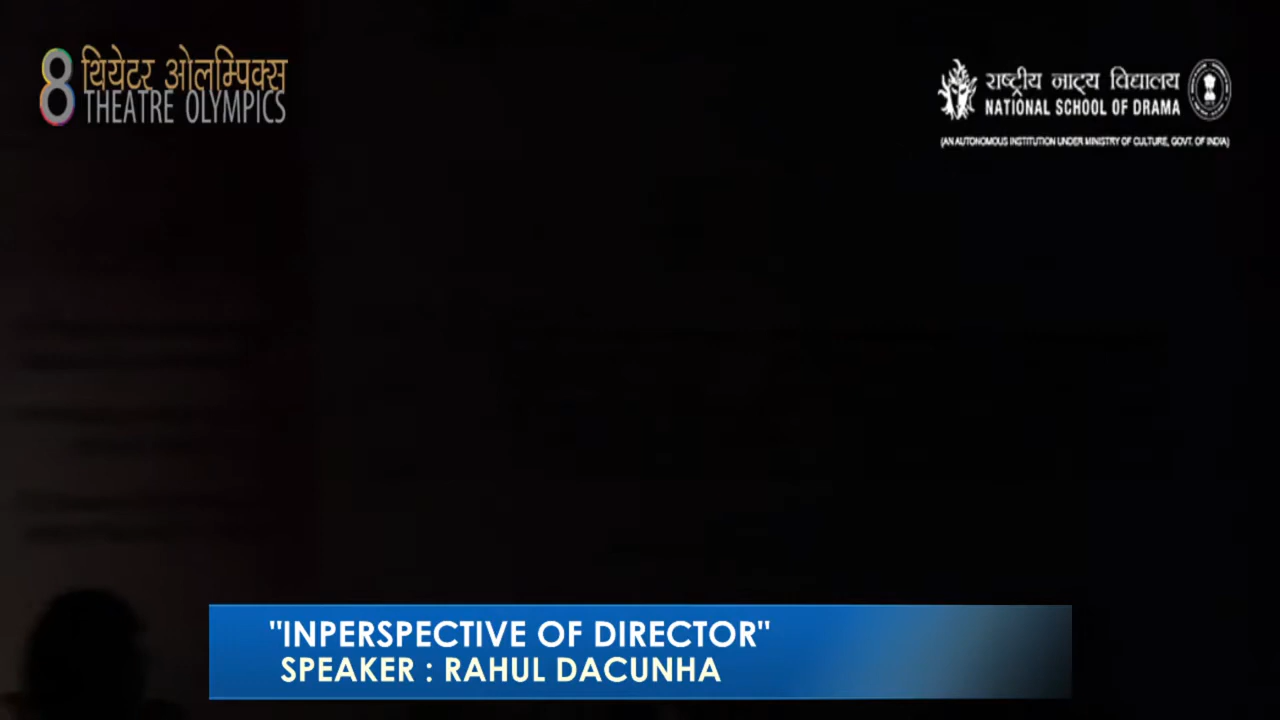 8 थियेटर ओलम्पिक्स
THEATRE OLYMPICS
राष्ट्रीय नाट्य विद्यालय
NATIONAL SCHOOL OF DRAMA
(AN AUTONOMOUS INSTITUTION UNDER MINISTRY OF CULTURE, GOVT. OF INDIA)
"INPERSPECTIVE OF DIRECTOR"
SPEAKER : RAHUL DACUNHA